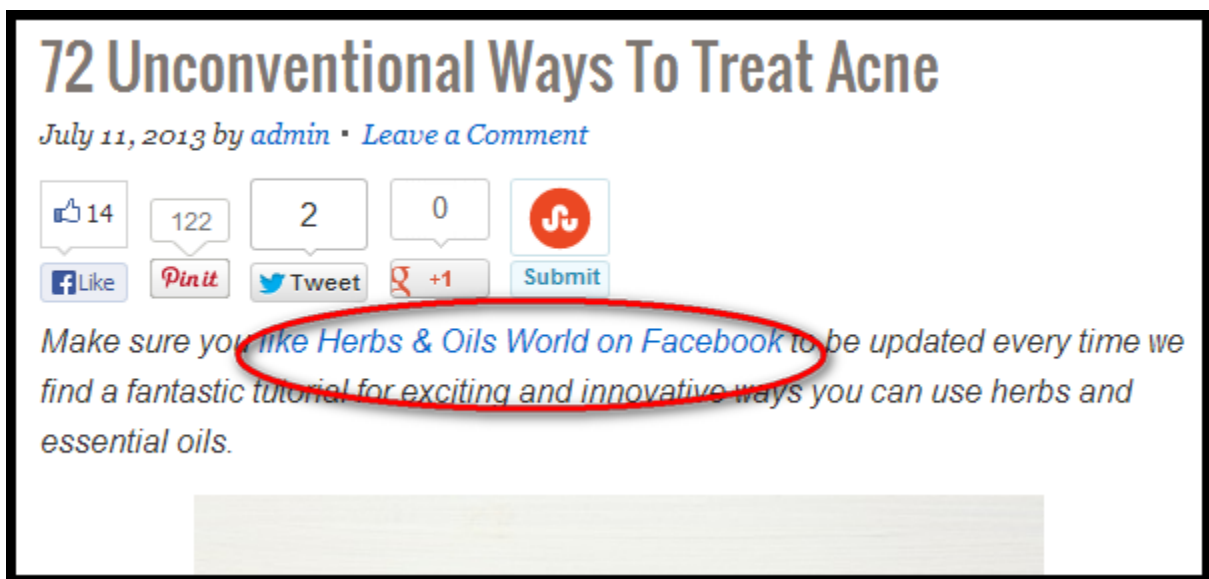 72 Unconventional Ways To Treat Acne
July 11, 2013 by admin ▪ Leave a Comment
14 122 2 0
Like Pin it Tweet g +1 Submit
Make sure you like Herbs & Oils World on Facebook to be updated every time we
find a fantastic tutorial for exciting and innovative ways you can use herbs and
essential oils.